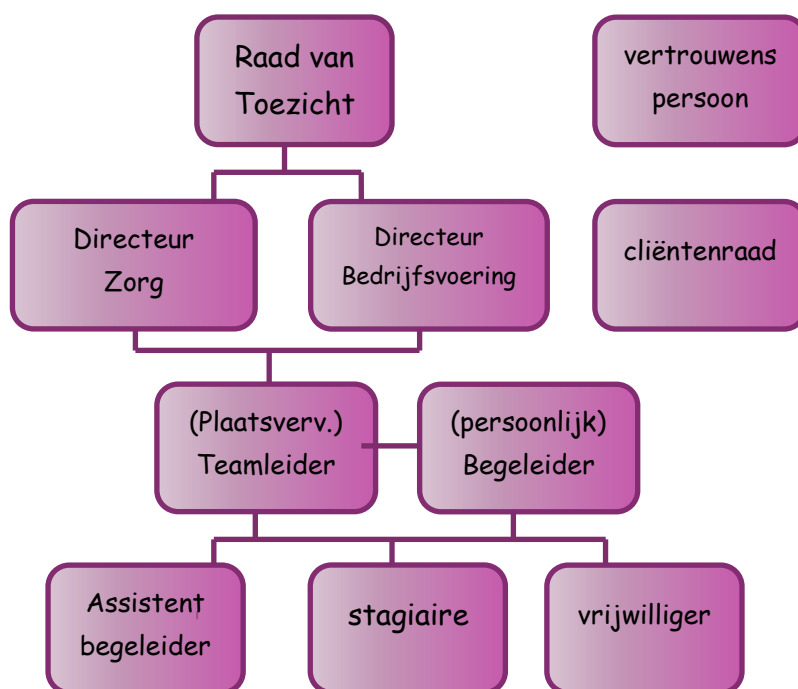 Raad van
Toezicht
vertrouwens
persoon
Directeur
Zorg
Directeur
Bedrijfsvoering
cliëntenraad
(Plaatsverv.)
Teamleider
(persoonlijk)
Begeleider
Assistent
begeleider
stagiaire
vrijwilliger